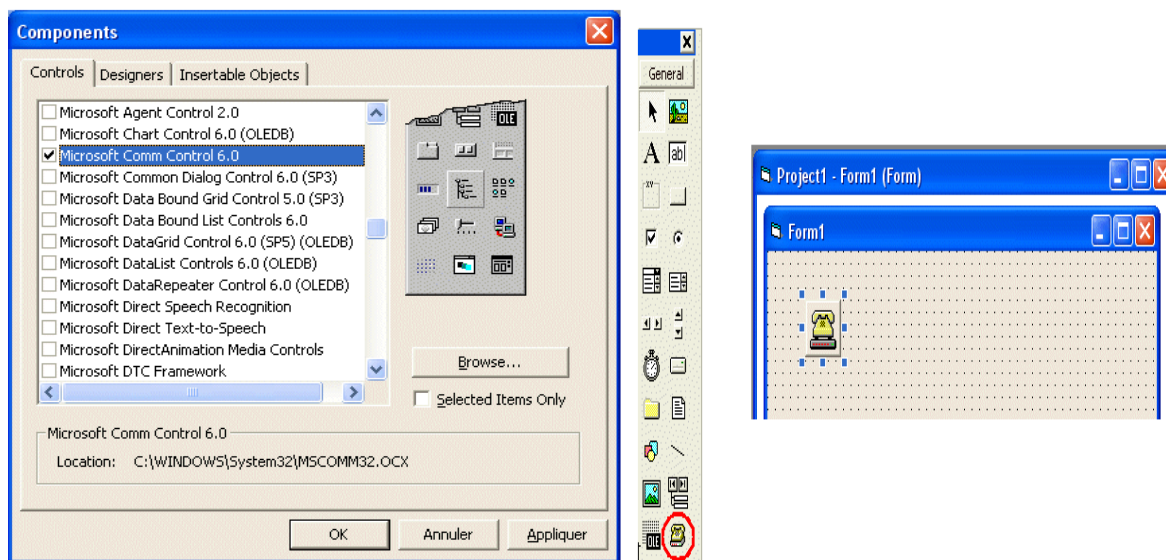 Components
Controls
Designers
Insertable Objects
Microsoft Agent Control 2.0
Microsoft Chart Control 6.0 (OLEDB)
Microsoft Comm Control 6.0
Microsoft Common Dialog Control 6.0 (SP3)
Microsoft Data Bound Grid Control 5.0 (SP3)
Microsoft Data Bound List Controls 6.0
Microsoft DataGrid Control 6.0 (SP5) (OLEDB)
Microsoft DataList Controls 6.0 (OLEDB)
Microsoft DataRepeater Control 6.0 (OLEDB)
Microsoft Direct Speech Recognition
Microsoft Direct Text-to-Speech
Microsoft DirectAnimation Media Controls
Microsoft DTC Framework
OLE
Browse...
Selected Items Only
Microsoft Comm Control 6.0
Location: C:\WINDOWS\System32\MSCOMM32.OCX
OK
Annuler
Appliquer
General
A
ab
xy
OLE
Project1 - Form1 (Form)
Form1